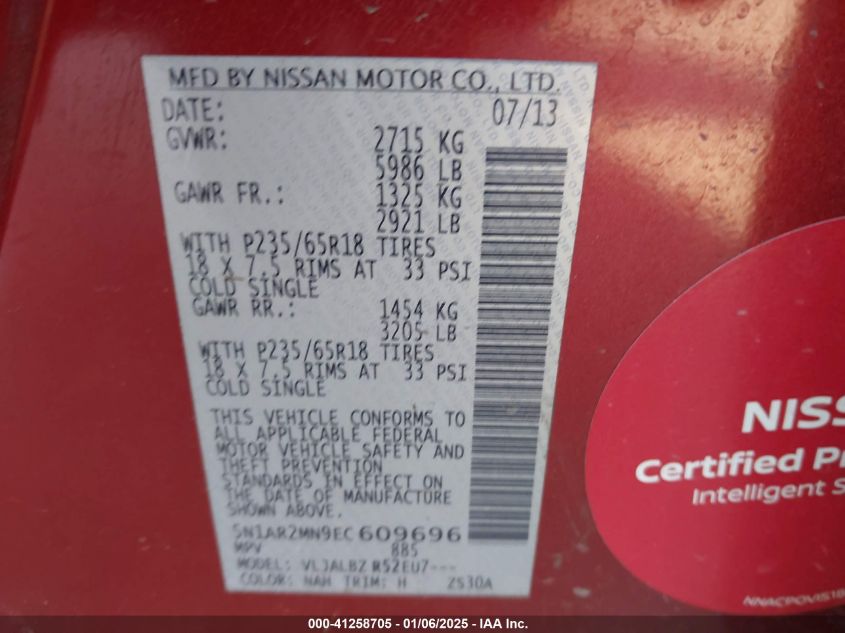 MFD BY NISSAN MOTOR CO., LTD.
DATE: 07/13
GVWR: 2715 KG
5986 LB
GAWR FR.: 1325 KG
2921 LB
WITH P235/65R18 TIRES
18 X 7.5 RIMS AT 33 PSI
COLD SINGLE
GAWR RR.: 1454 KG
3205 LB
WITH P235/65R18 TIRES
18 X 7.5 RIMS AT 33 PSI
COLD SINGLE
THIS VEHICLE CONFORMS TO
ALL APPLICABLE FEDERAL
MOTOR VEHICLE SAFETY AND
THEFT PREVENTION
STANDARDS IN EFFECT ON
THE DATE OF MANUFACTURE
SHOWN ABOVE.
5N1AR2MN9EC609696
MPV 885
MODEL: VLJALBZ R52EU7---
COLOR: NAH TRIM: H ZS30A
NISS
Certified P
Intelligent S
NNACPOVIS18
000-41258705 - 01/06/2025 - IAA Inc.